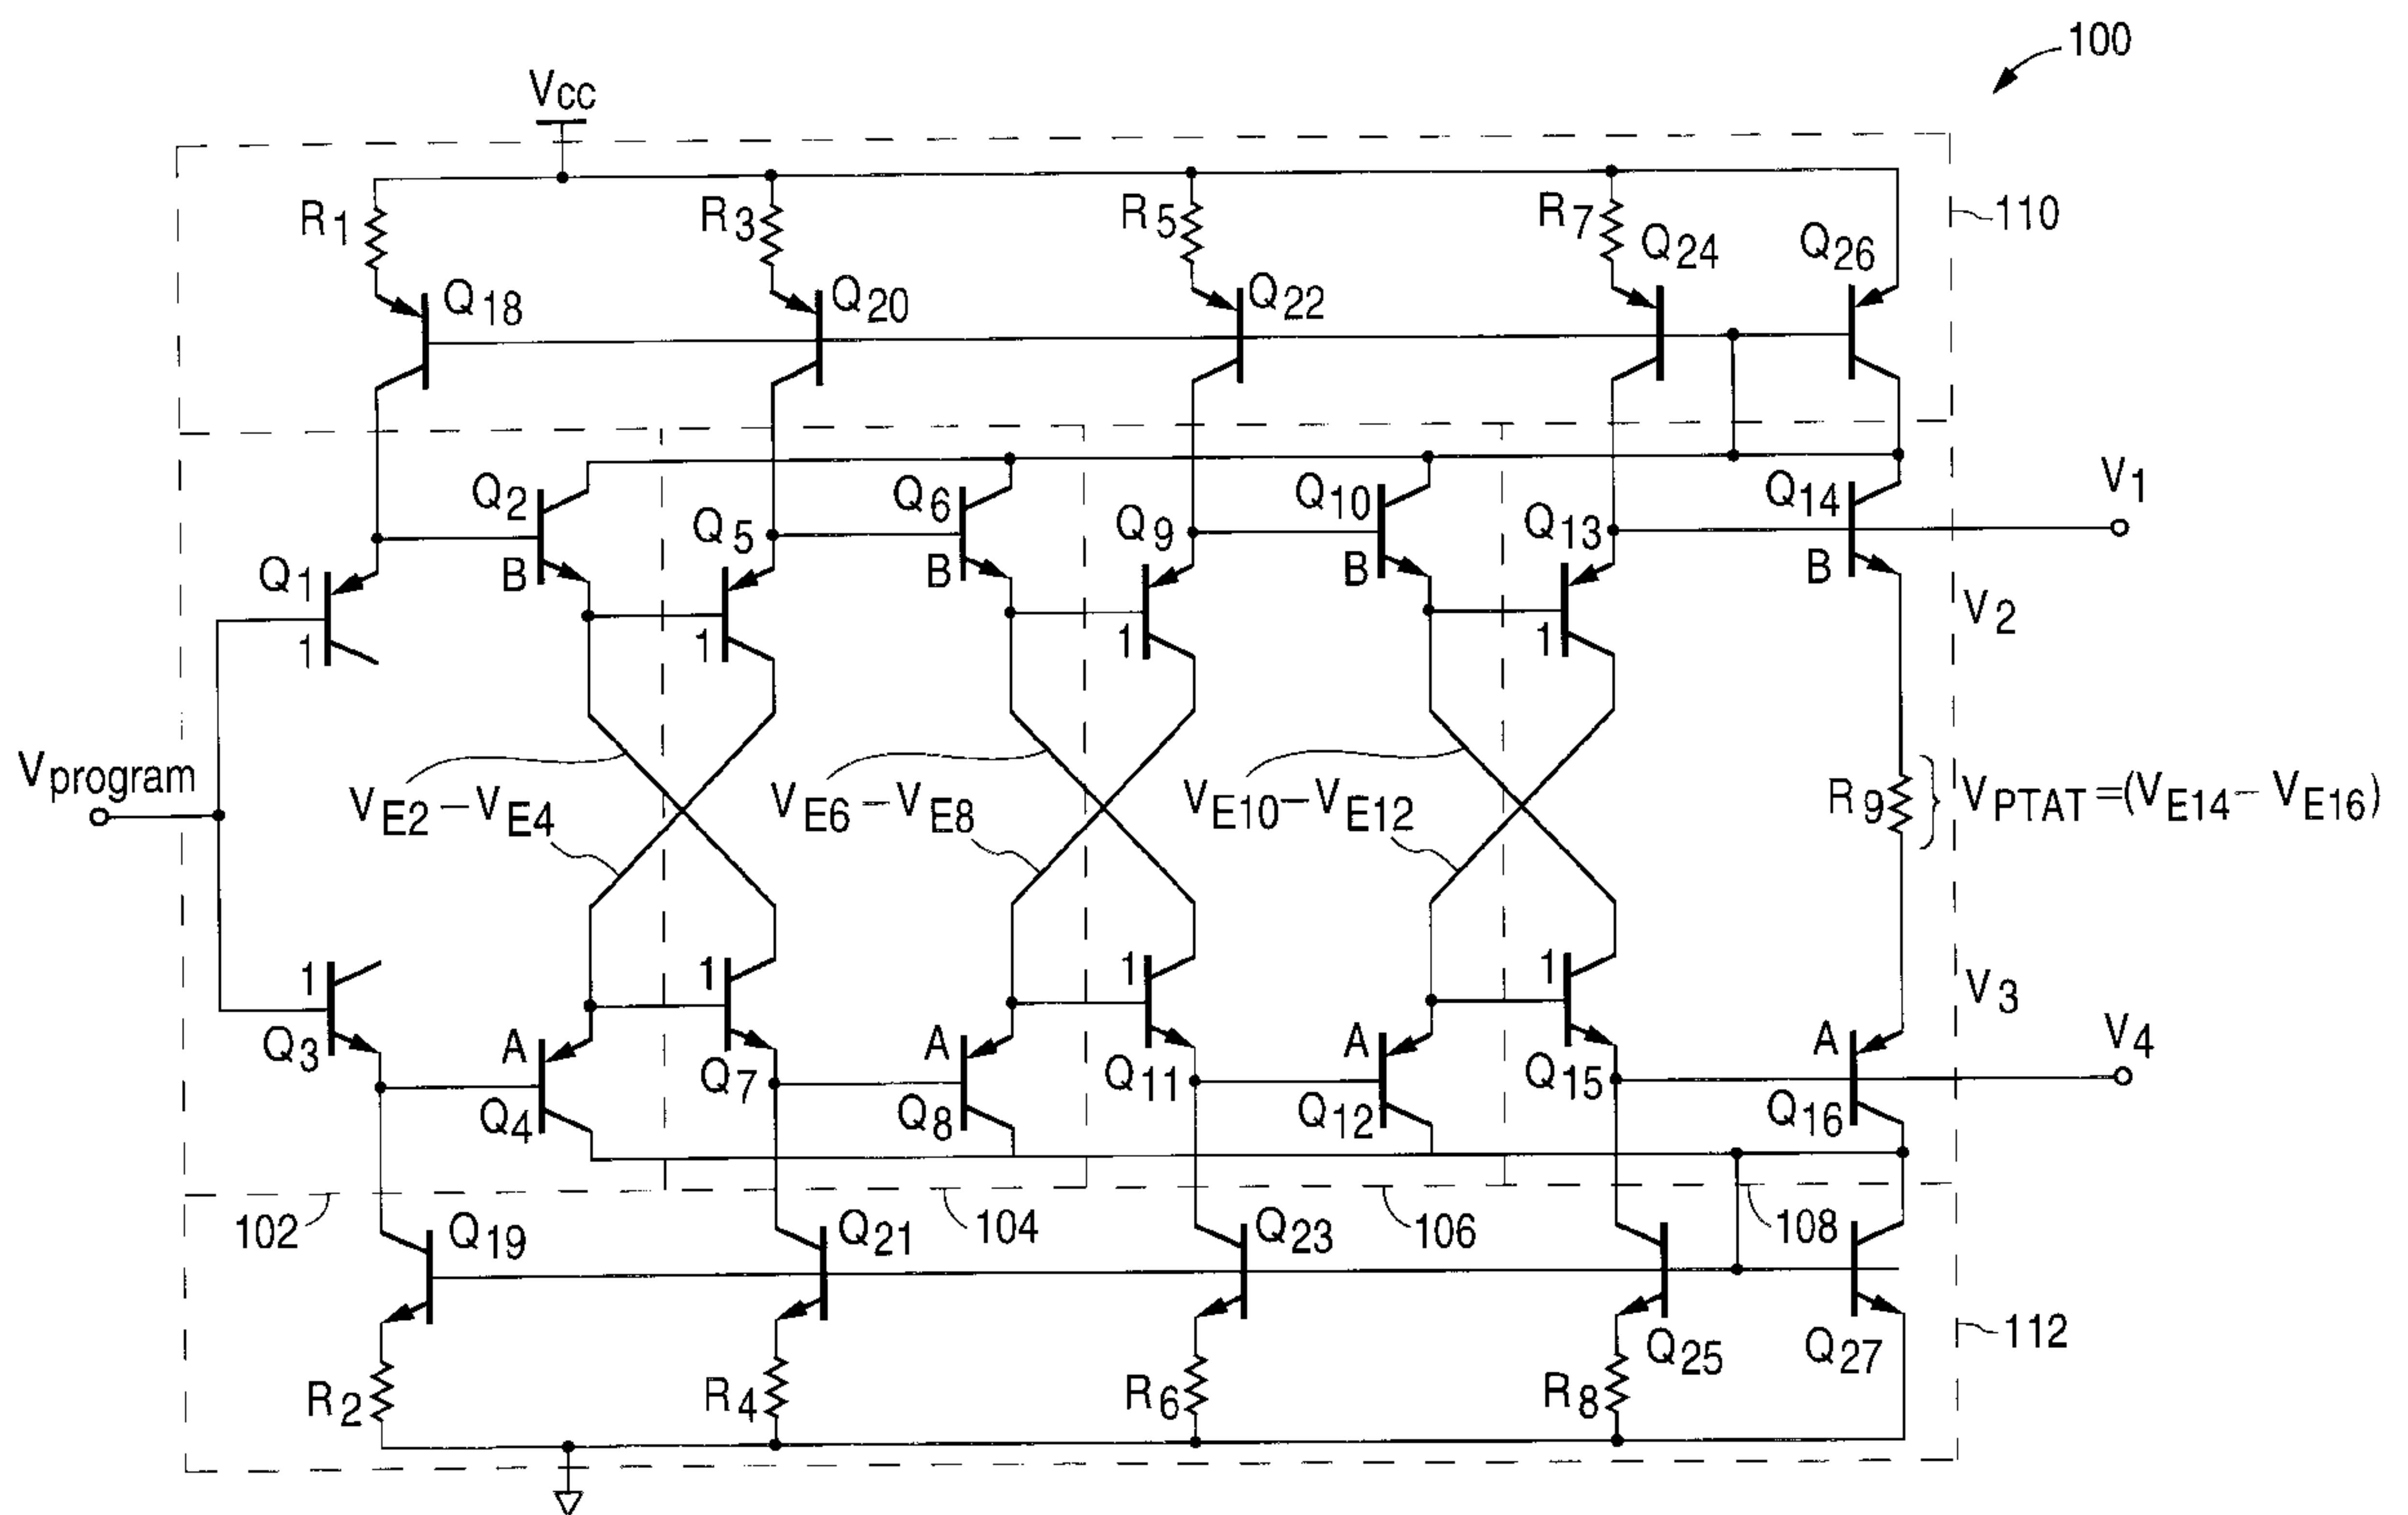 100
VCC
110
R1
R3
R5
R7
Q24
Q26
Q18
Q20
Q22
Q2
Q6
Q10
Q14
V1
Q1
B
Q5
B
Q9
B
Q13
B
V2
1
1
1
1
Vprogram
VE2–VE4
VE6–VE8
VE10–VE12
R9
VPTAT=(VE14–VE16)
1
1
1
1
V3
Q3
A
A
A
A
V4
Q4
Q7
Q8
Q11
Q12
Q15
Q16
102
Q19
104
Q21
106
Q23
108
112
Q25
Q27
R2
R4
R6
R8